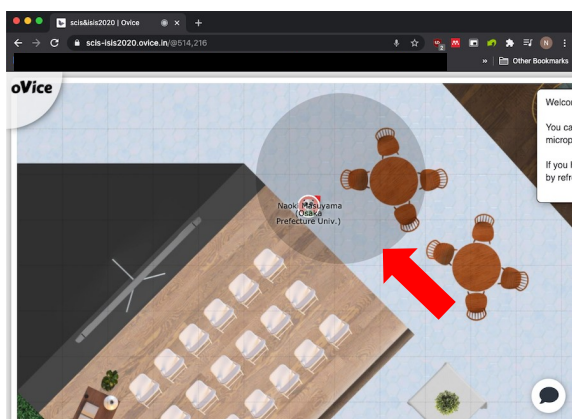 scis&isis2020 | Ovice
scis-isis2020.ovice.in/@514,216
2
N
» Other Bookmarks
oVice
Welco
You ca
microp
If you h
by refr
Naoki Masuyama
(Osaka
Prefecture Univ.)